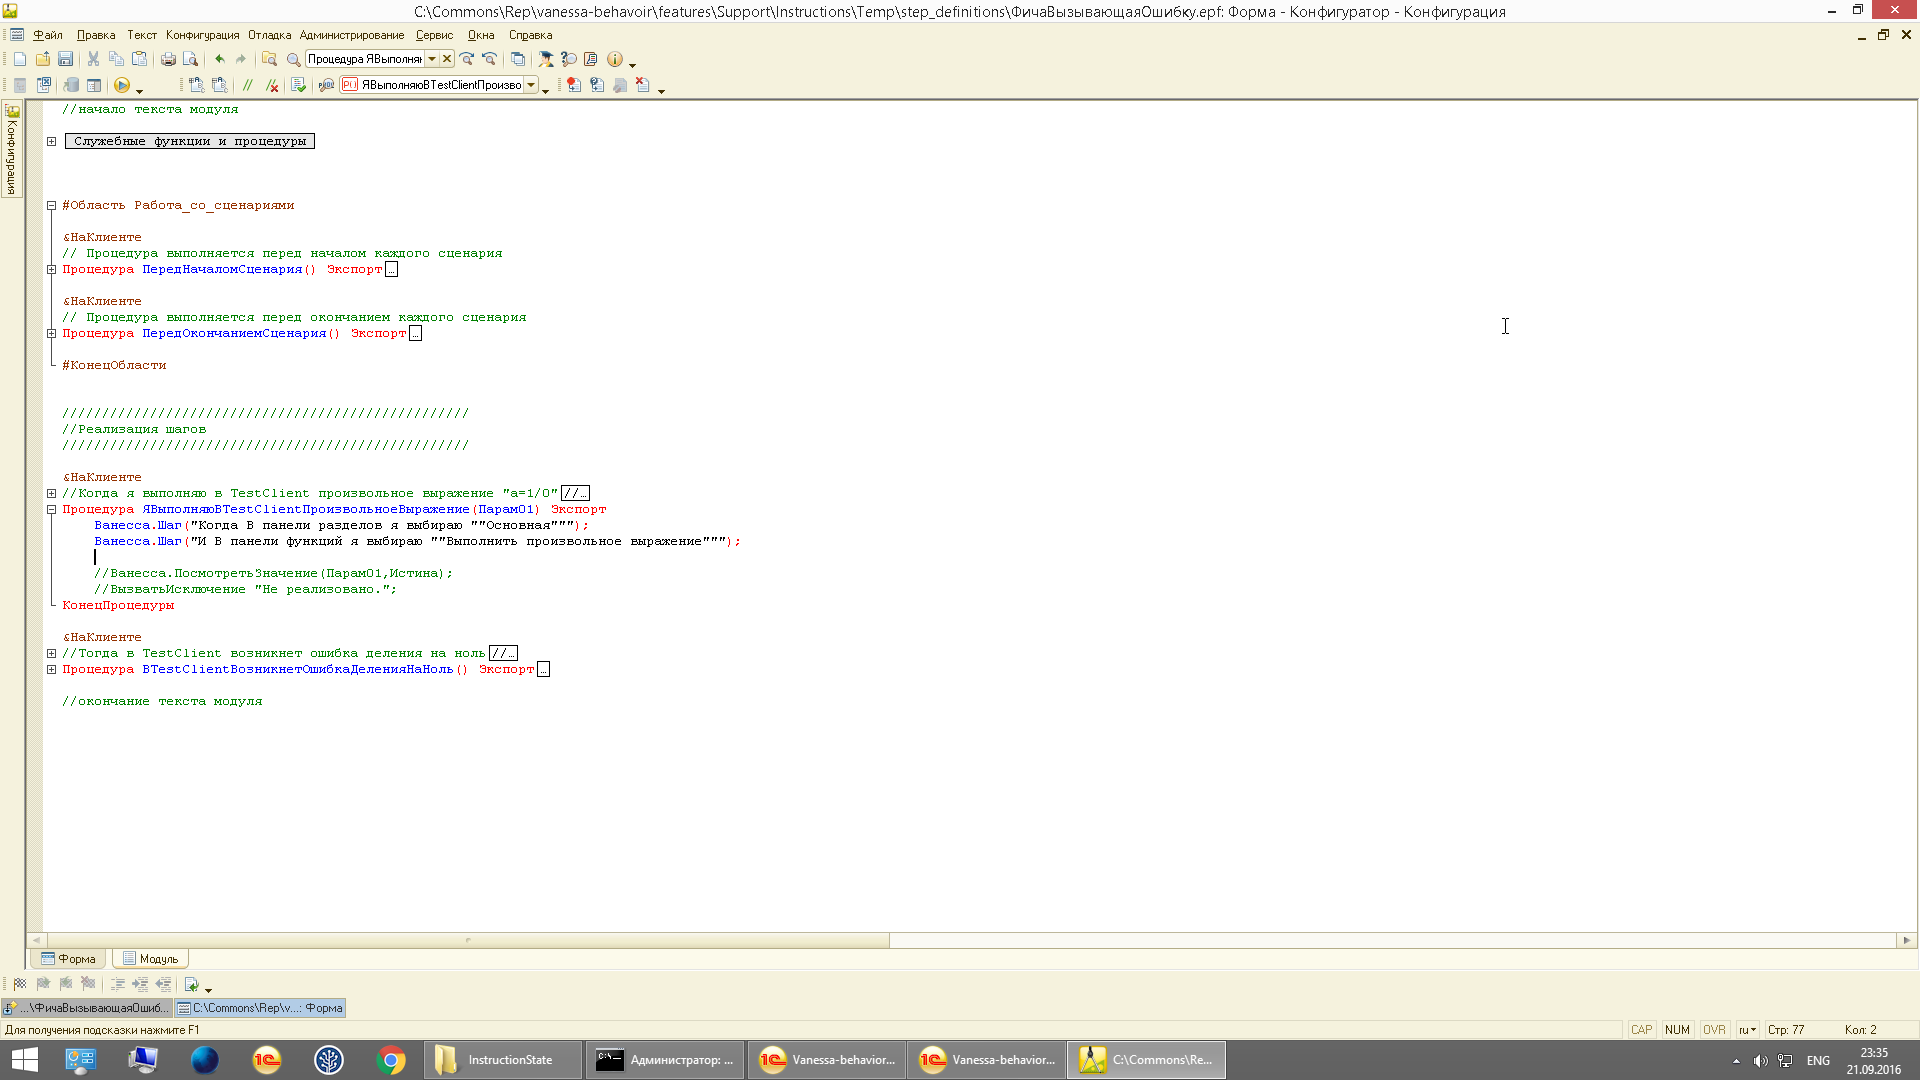 C:\Commons\Rep\vanessa-behavoir\features\Support\Instructions\Temp\step_definitions\ФичаВызывающаяОшибку.epf: Форма - Конфигуратор - Конфигурация
Файл Правка Текст Конфигурация Отладка Администрирование Сервис Окна Справка
Процедура ЯВыполня
ЯВыполняюВTestClientПроизво
Конфигурация
//начало текста модуля
Служебные функции и процедуры
#Область Работа_со_сценариями
&НаКлиенте
// Процедура выполняется перед началом каждого сценария
Процедура ПередНачаломСценария() Экспорт…
&НаКлиенте
// Процедура выполняется перед окончанием каждого сценария
Процедура ПередОкончаниемСценария() Экспорт…
#КонецОбласти
///////////////////////////////////////////////////
//Реализация шагов
///////////////////////////////////////////////////
&НаКлиенте
//Когда я выполняю в TestClient произвольное выражение "а=1/0"//…
Процедура ЯВыполняюВTestClientПроизвольноеВыражение(Парам01) Экспорт
Ванесса.Шаг("Когда В панели разделов я выбираю ""Основная""");
Ванесса.Шаг("И В панели функций я выбираю ""Выполнить произвольное выражение""");
//Ванесса.ПосмотретьЗначение(Парам01,Истина);
//ВызватьИсключение "Не реализовано.";
КонецПроцедуры
&НаКлиенте
//Тогда в TestClient возникнет ошибка деления на ноль//…
Процедура ВTestClientВозникнетОшибкаДеленияНаНоль() Экспорт…
//окончание текста модуля
Форма Модуль
...\ФичаВызывающаяОшиб... C:\Commons\Rep\v...: Форма
Для получения подсказки нажмите F1 CAP NUM OVR ru Стр: 77 Кол: 2
InstructionState Администратор: ... Vanessa-behavior... Vanessa-behavior... C:\Commons\Re... ENG 23:35
21.09.2016